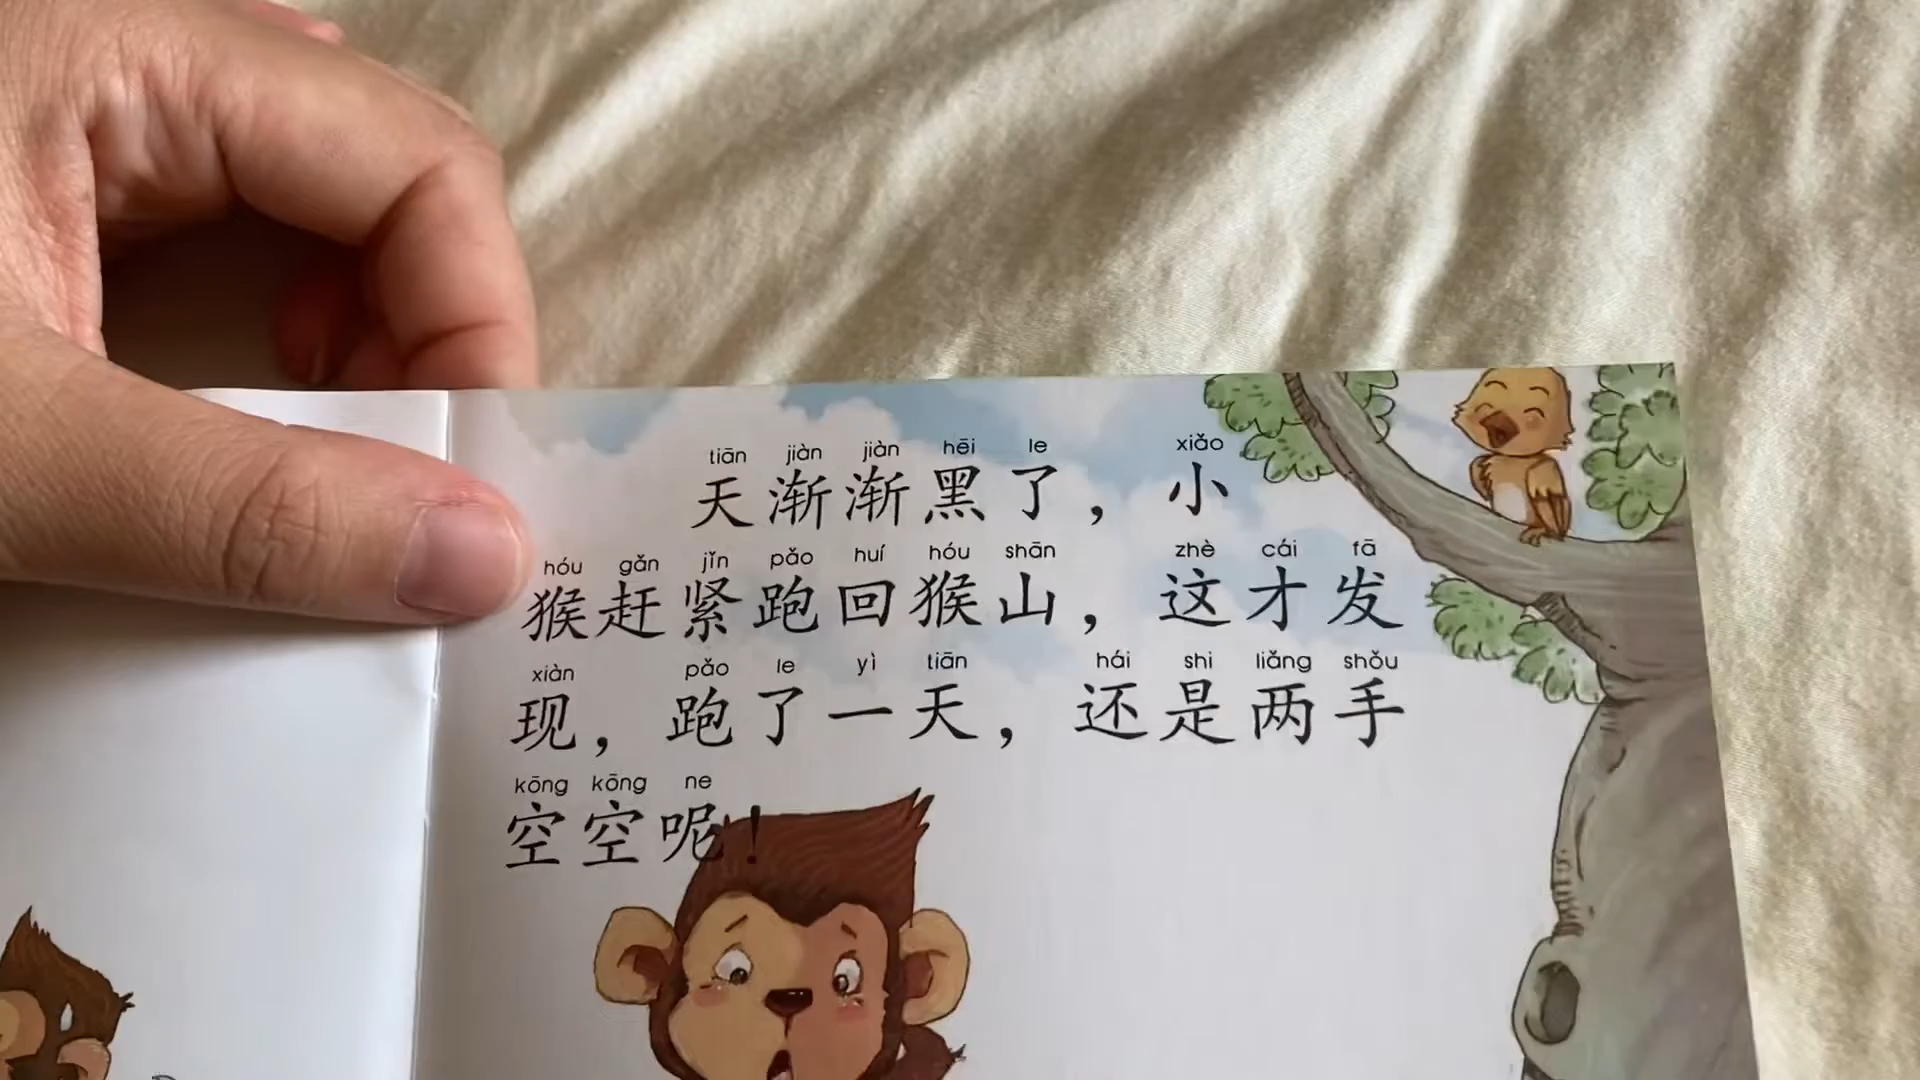 tiān jiàn jiàn hēi le xiǎo
天渐渐黑了，小
hóu gǎn jǐn pǎo huí hóu shān zhè cái fā
猴赶紧跑回猴山，这才发
xiàn pǎo le yì tiān hái shi liǎng shǒu
现，跑了一天，还是两手
kōng kōng ne
空空呢！